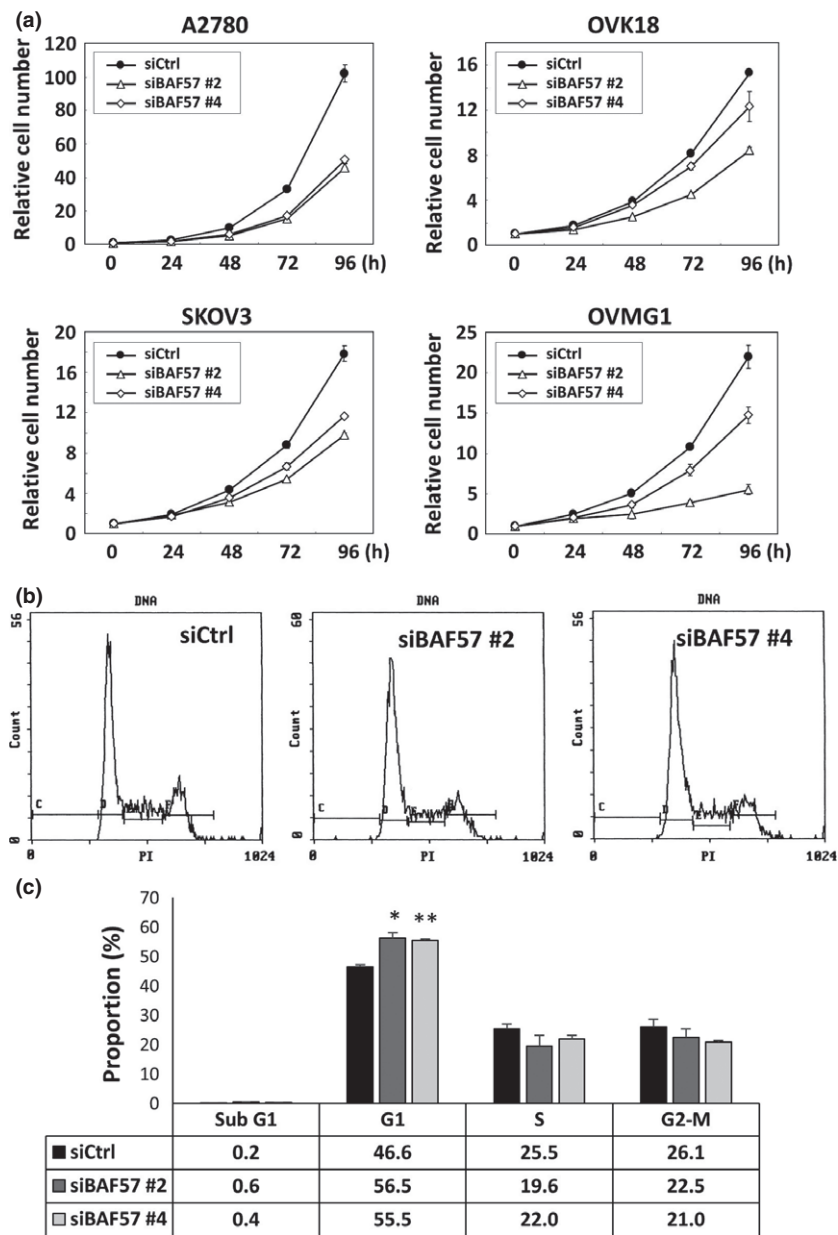 (a)
A2780
Relative cell number
120
100
80
60
40
20
0
siCtrl
siBAF57 #2
siBAF57 #4
0 24 48 72 96 (h)
OVK18
Relative cell number
16
12
8
4
0
siCtrl
siBAF57 #2
siBAF57 #4
0 24 48 72 96 (h)
SKOV3
Relative cell number
20
16
12
8
4
0
siCtrl
siBAF57 #2
siBAF57 #4
0 24 48 72 96 (h)
OVMG1
Relative cell number
25
20
15
10
5
0
siCtrl
siBAF57 #2
siBAF57 #4
0 24 48 72 96 (h)
(b)
DNA
siCtrl
56
Count
0
C D F
0 PI 1024
DNA
siBAF57 #2
60
Count
0
C D E
0 PI 1024
DNA
siBAF57 #4
56
Count
0
C D E F
0 PI 1024
(c)
Proportion (%)
70
60
50
40
30
20
10
0
* **
Sub G1 G1 S G2-M
siCtrl 0.2 46.6 25.5 26.1
siBAF57 #2 0.6 56.5 19.6 22.5
siBAF57 #4 0.4 55.5 22.0 21.0